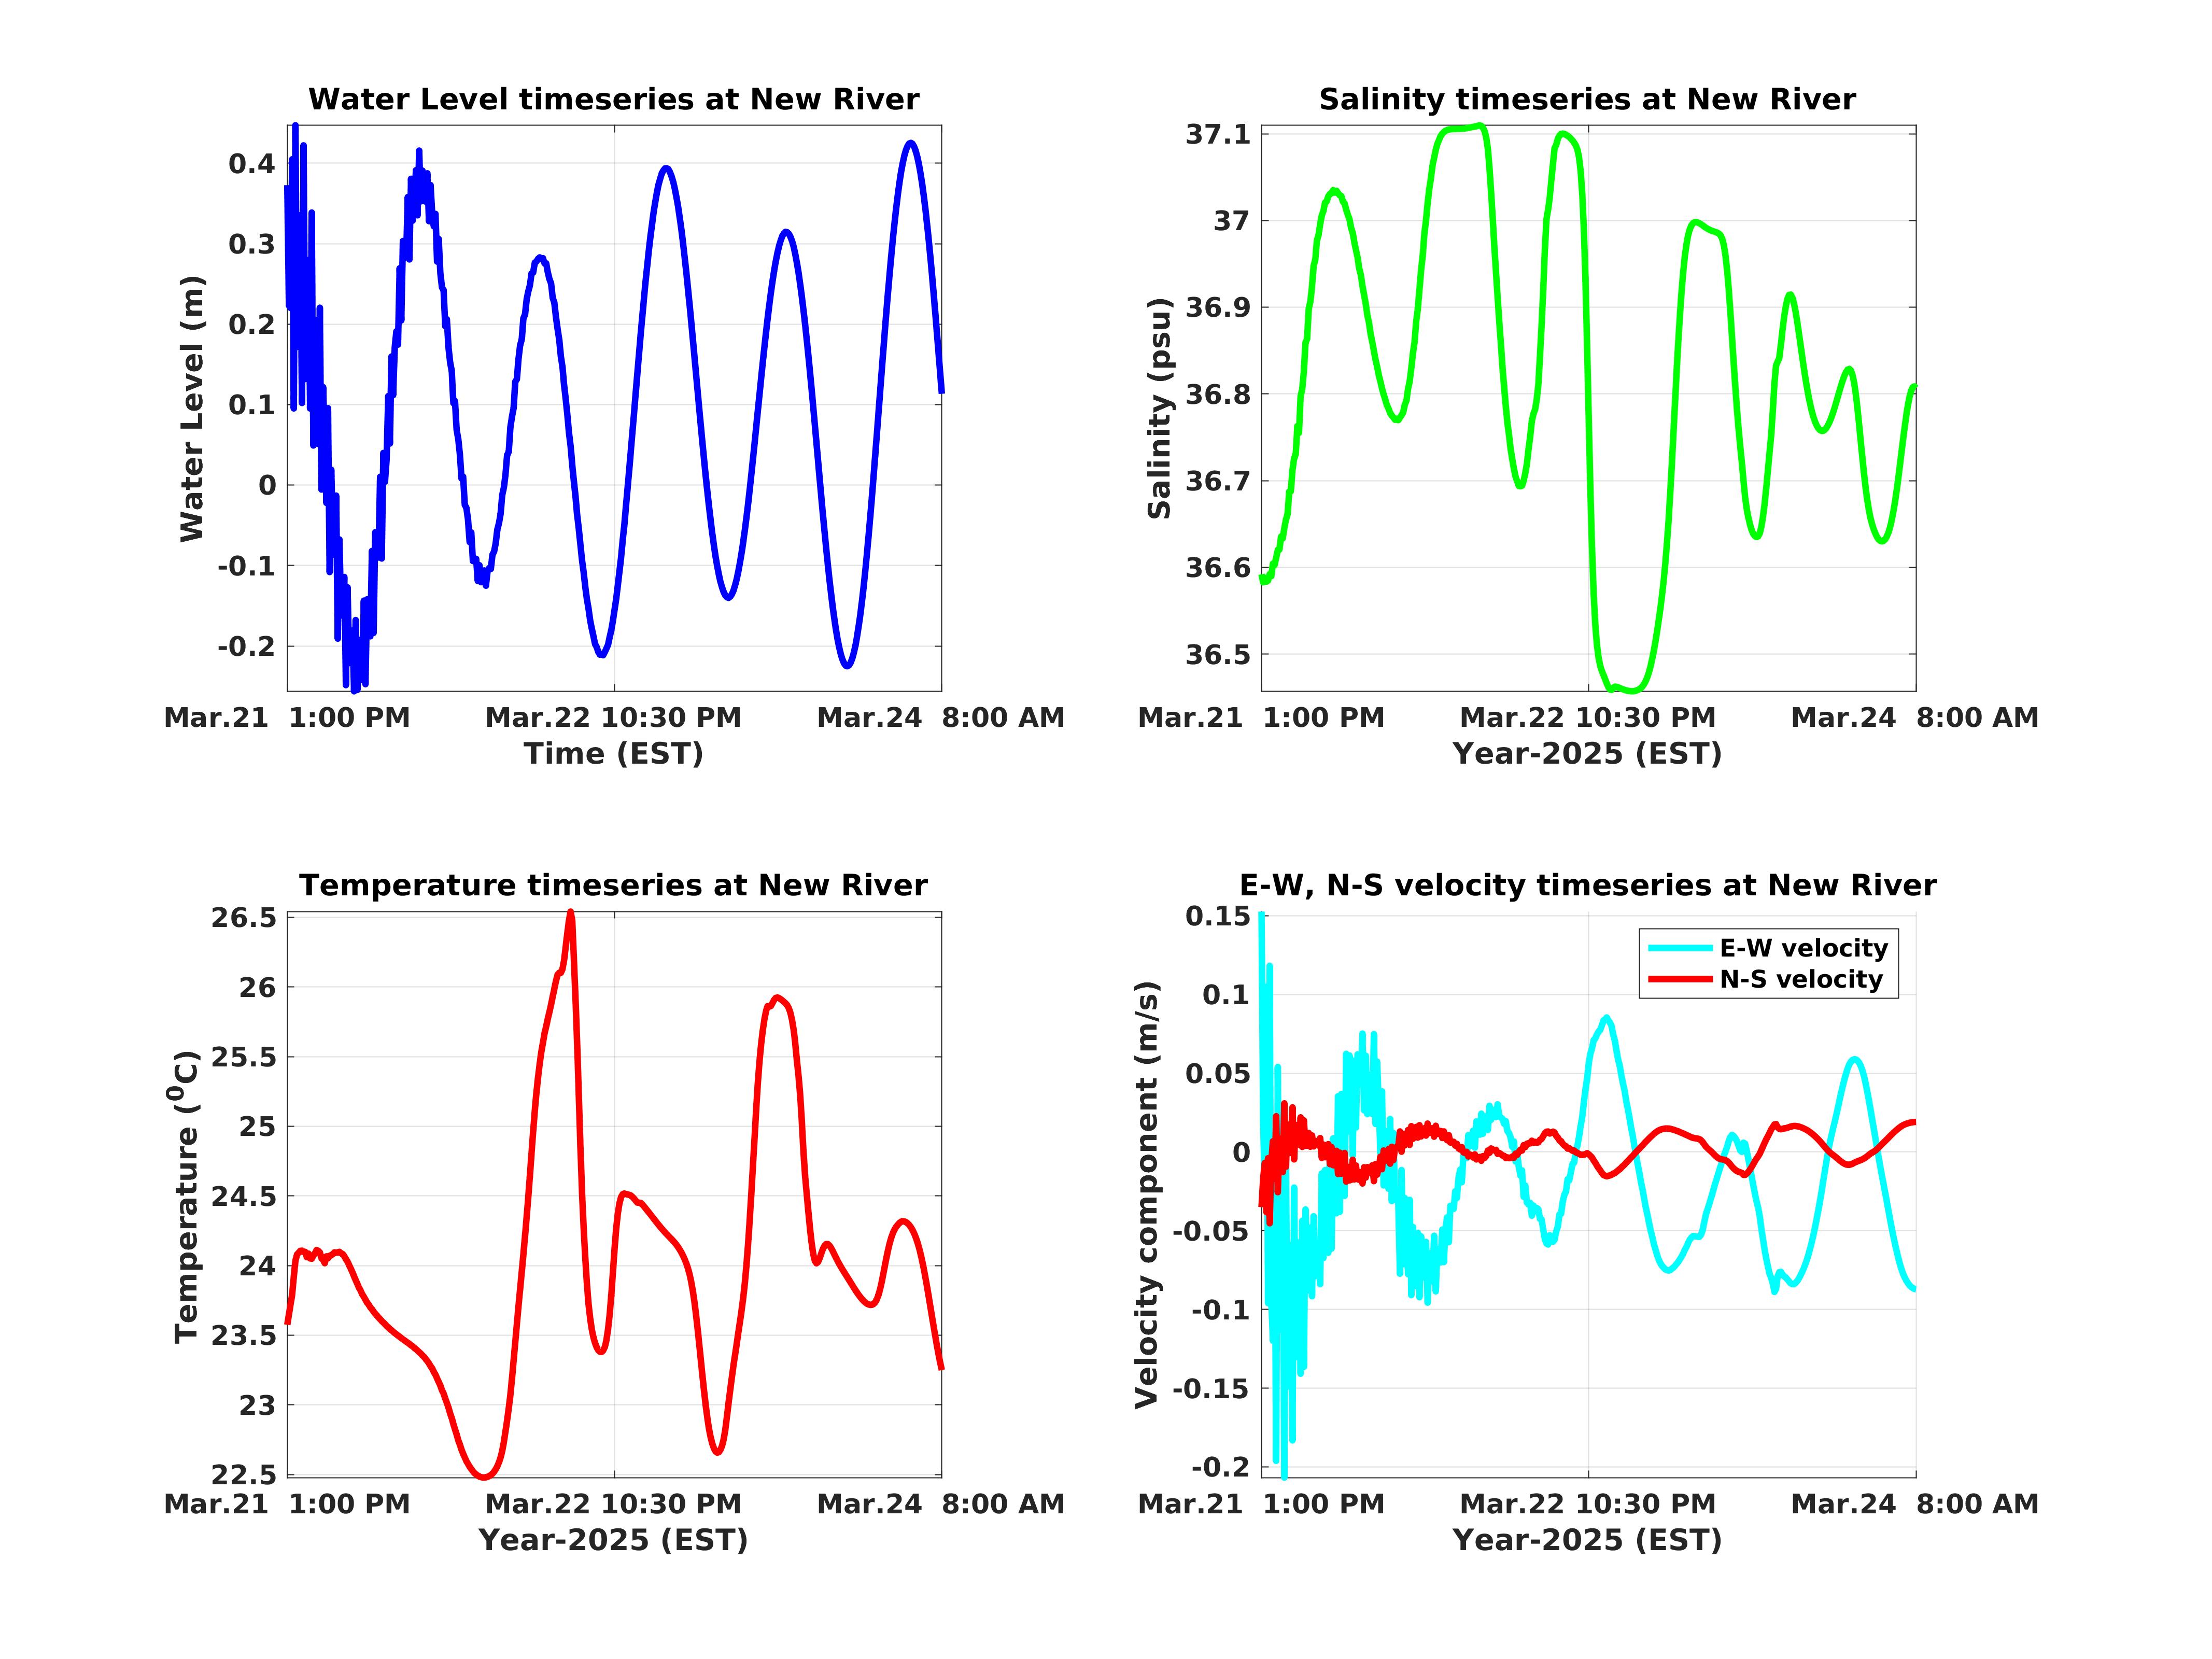 Water Level timeseries at New River
Water Level (m)
0.4
0.3
0.2
0.1
0
-0.1
-0.2
Mar.21 1:00 PM
Mar.22 10:30 PM
Mar.24 8:00 AM
Time (EST)
Salinity timeseries at New River
Salinity (psu)
37.1
37
36.9
36.8
36.7
36.6
36.5
Mar.21 1:00 PM
Mar.22 10:30 PM
Mar.24 8:00 AM
Year-2025 (EST)
Temperature timeseries at New River
Temperature (⁰C)
26.5
26
25.5
25
24.5
24
23.5
23
22.5
Mar.21 1:00 PM
Mar.22 10:30 PM
Mar.24 8:00 AM
Year-2025 (EST)
E-W, N-S velocity timeseries at New River
Velocity component (m/s)
0.15
0.1
0.05
0
-0.05
-0.1
-0.15
-0.2
E-W velocity
N-S velocity
Mar.21 1:00 PM
Mar.22 10:30 PM
Mar.24 8:00 AM
Year-2025 (EST)